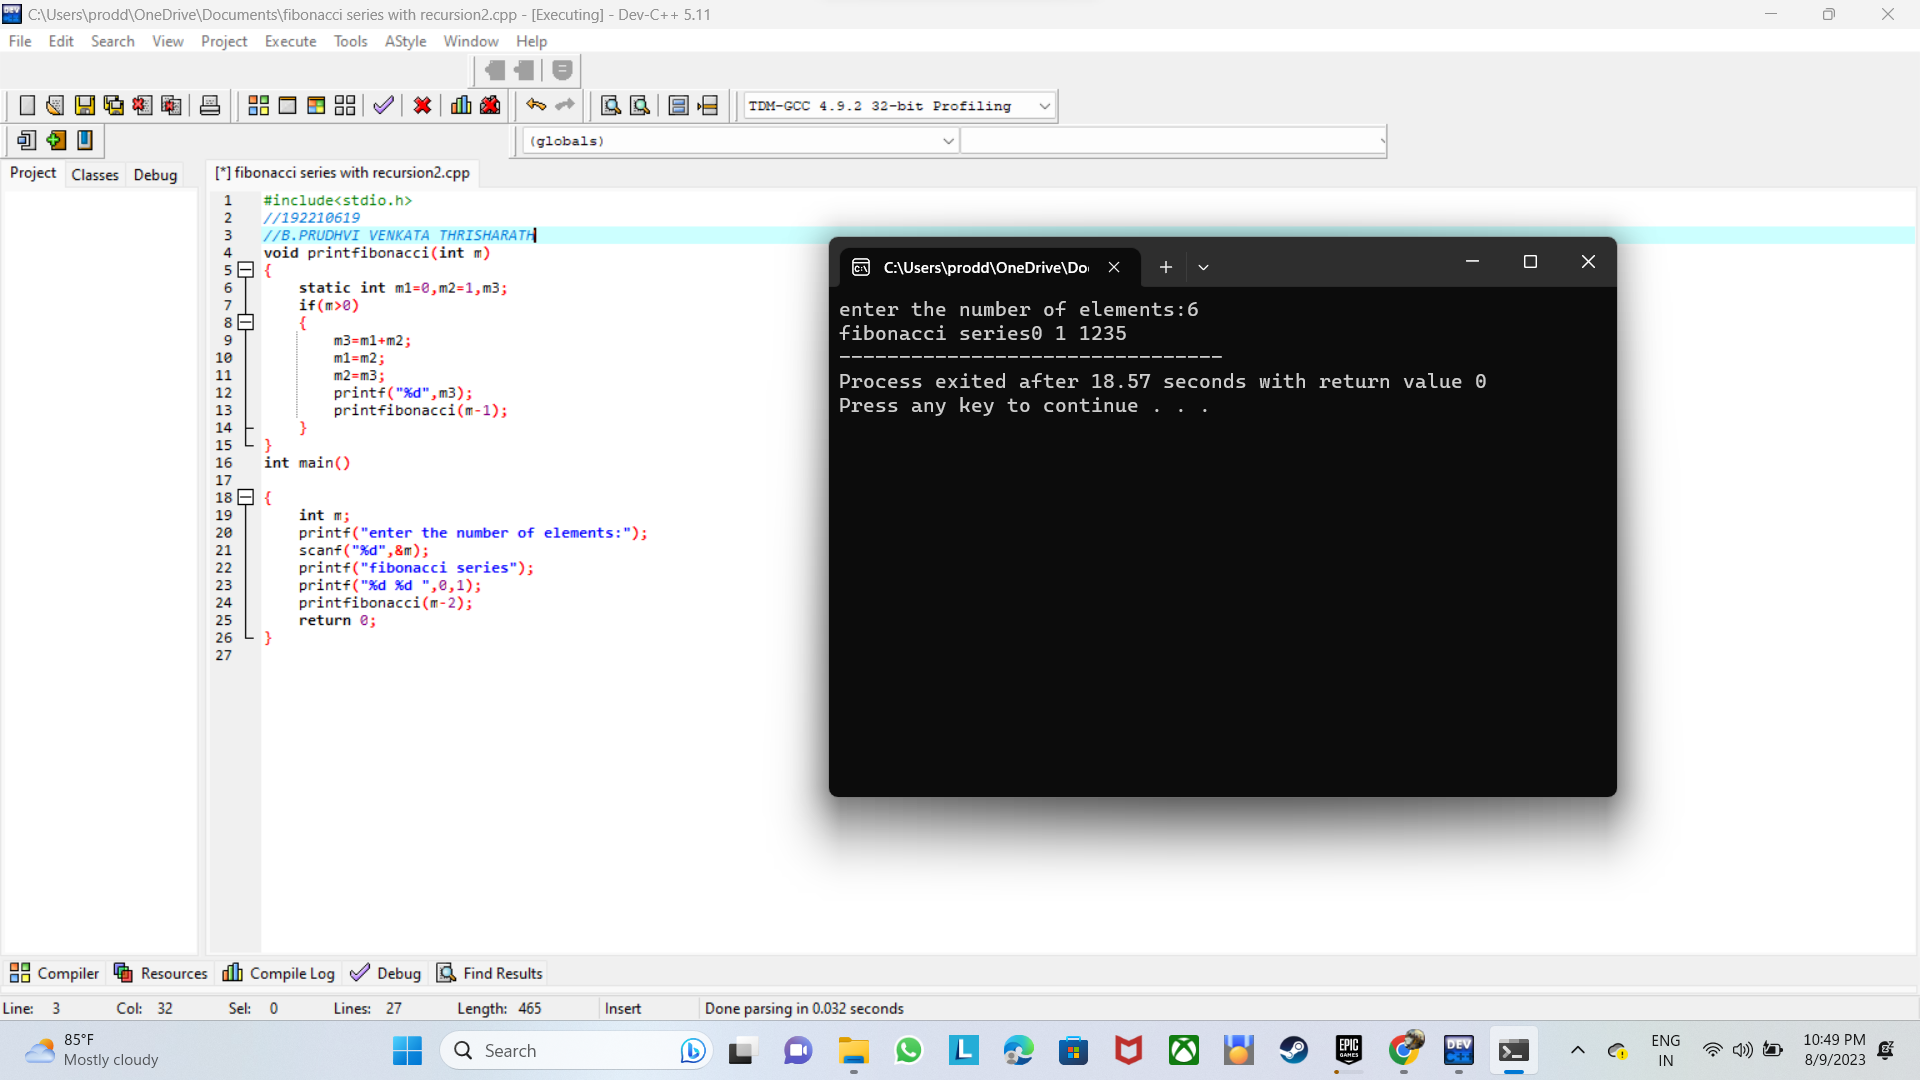 C:\Users\prodd\OneDrive\Documents\fibonacci series with recursion2.cpp - [Executing] - Dev-C++ 5.11
File Edit Search View Project Execute Tools AStyle Window Help
TDM-GCC 4.9.2 32-bit Profiling
(globals)
Project Classes Debug
[*] fibonacci series with recursion2.cpp
1 #include<stdio.h>
2 //192210619
3 //B.PRUDHVI VENKATA THRISHARATH
4 void printfibonacci(int m)
5 {
6 static int m1=0,m2=1,m3;
7 if(m>0)
8 {
9 m3=m1+m2;
10 m1=m2;
11 m2=m3;
12 printf("%d",m3);
13 printfibonacci(m-1);
14 }
15 }
16 int main()
17
18 {
19 int m;
20 printf("enter the number of elements:");
21 scanf("%d",&m);
22 printf("fibonacci series");
23 printf("%d %d ",0,1);
24 printfibonacci(m-2);
25 return 0;
26 }
27
C:\Users\prodd\OneDrive\Do
enter the number of elements:6
fibonacci series0 1 1235
--------------------------------
Process exited after 18.57 seconds with return value 0
Press any key to continue . . .
Compiler Resources Compile Log Debug Find Results
Line: 3 Col: 32 Sel: 0 Lines: 27 Length: 465 Insert Done parsing in 0.032 seconds
85°F
Mostly cloudy
Search
EPIC
GAMES
DEV
C++
ENG
IN
10:49 PM
8/9/2023